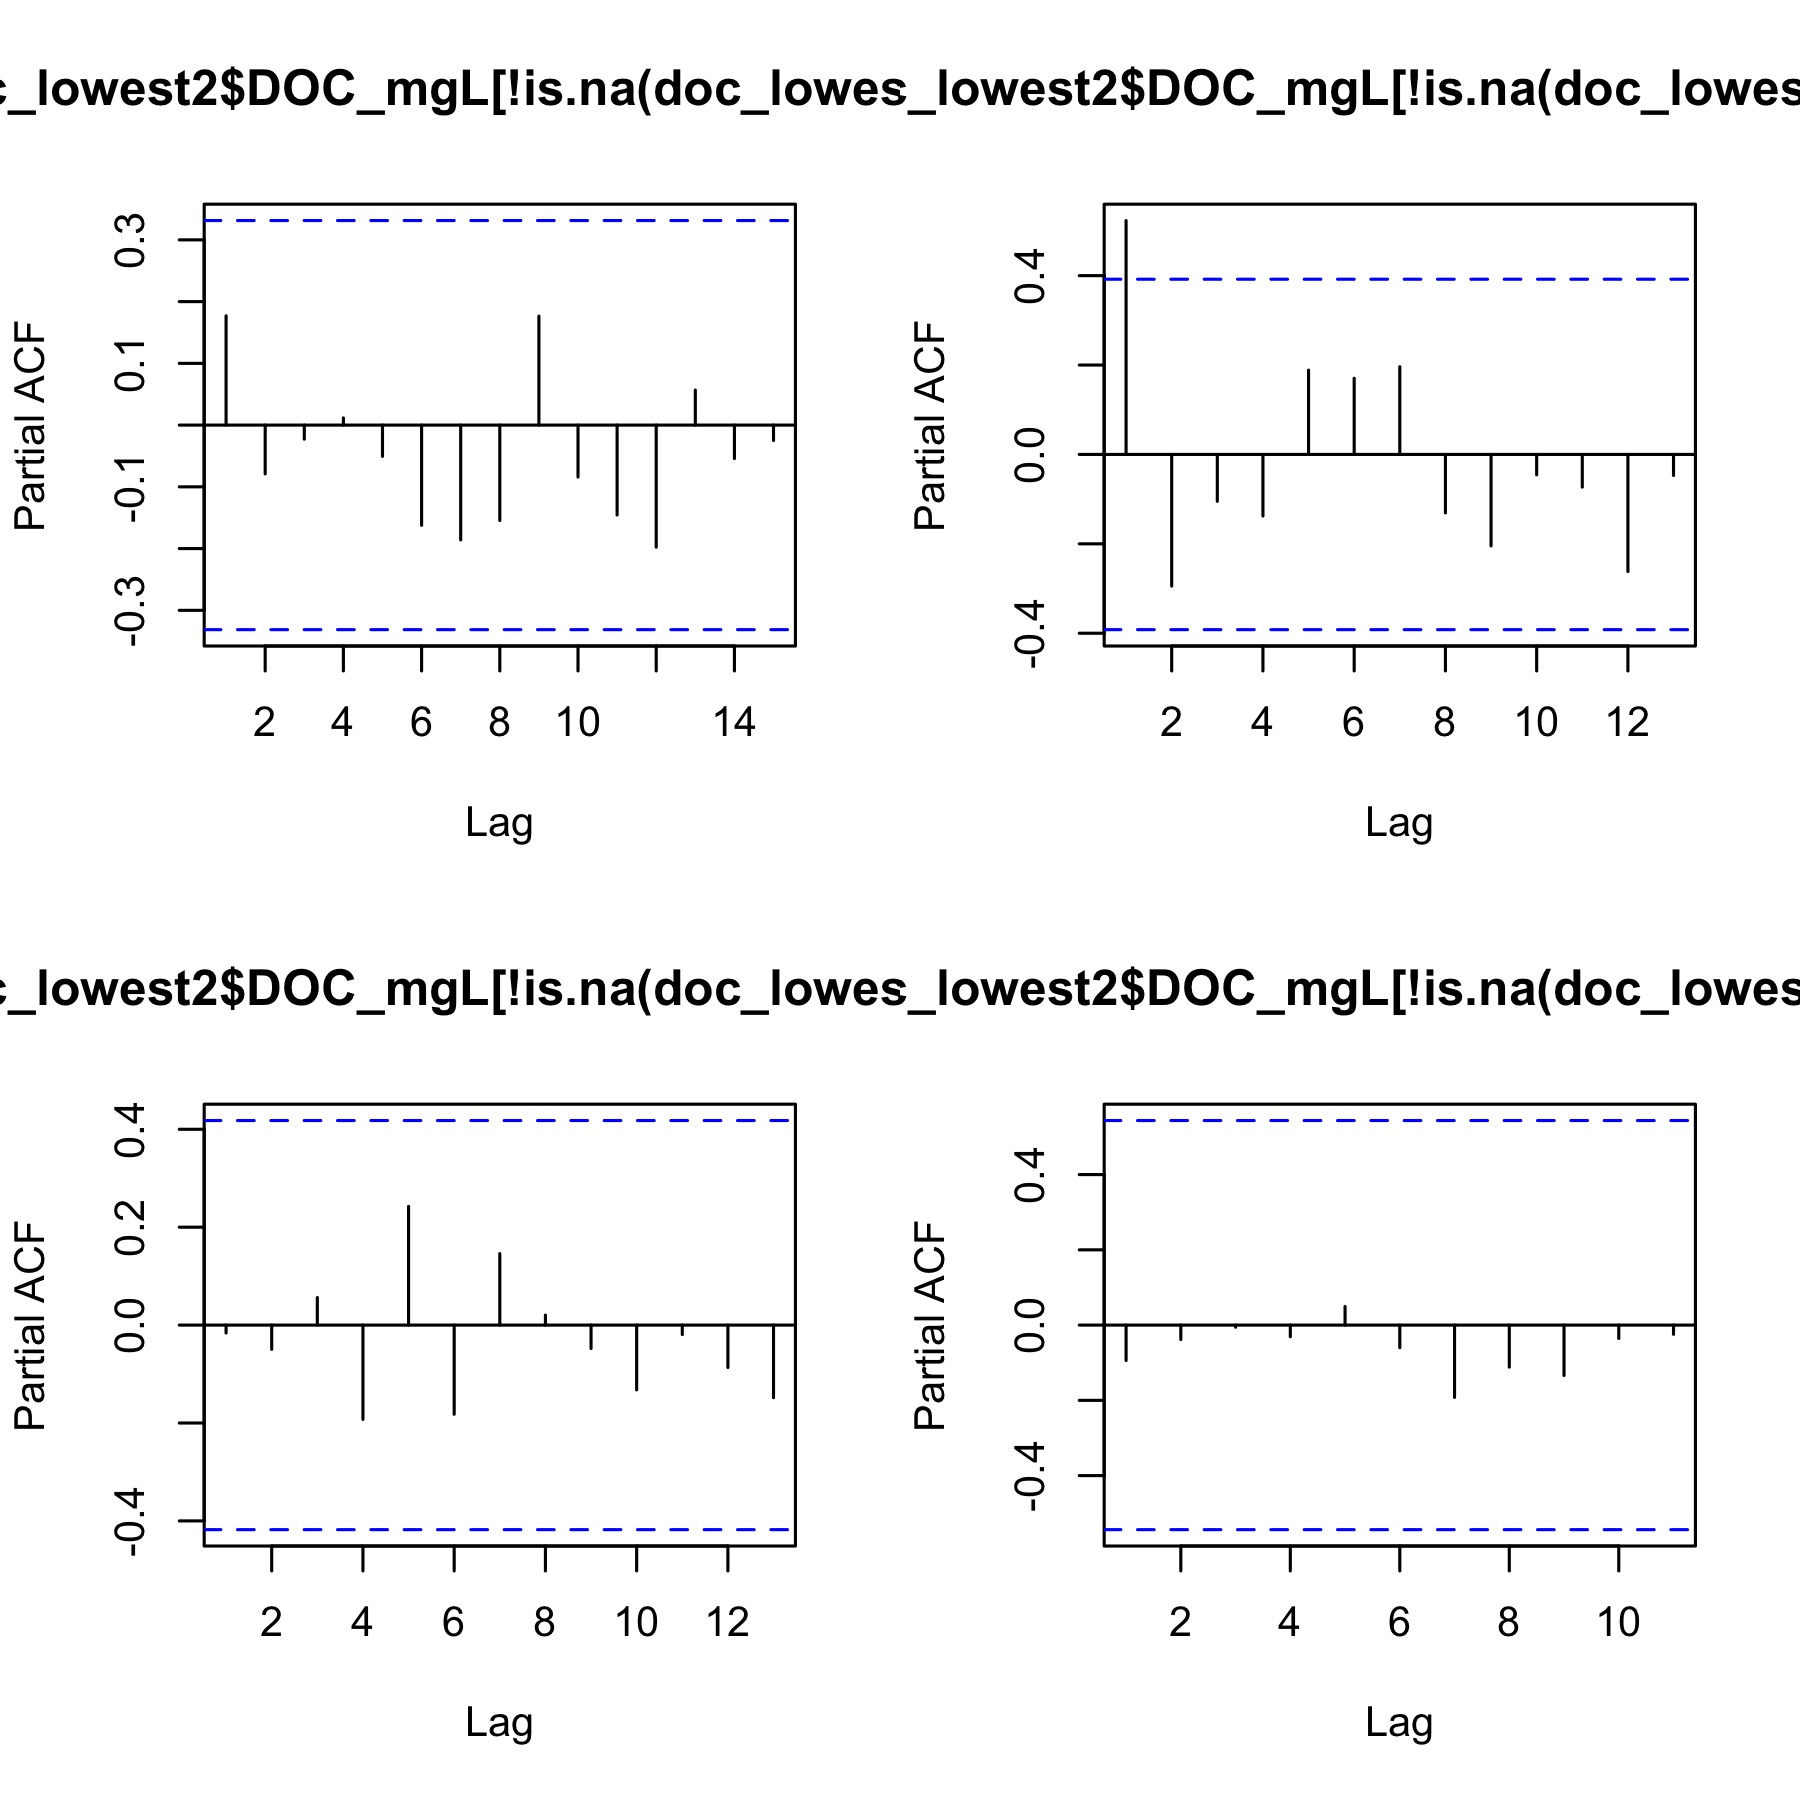 c_lowest2$DOC_mgL[!is.na(doc_lowes_lowest2$DOC_mgL[!is.na(doc_lowes
Partial ACF
0.3
0.1
-0.1
-0.3
2 4 6 8 10 14
Lag
Partial ACF
0.4
0.0
-0.4
2 4 6 8 10 12
Lag
c_lowest2$DOC_mgL[!is.na(doc_lowes_lowest2$DOC_mgL[!is.na(doc_lowes
Partial ACF
0.4
0.2
0.0
-0.4
2 4 6 8 10 12
Lag
Partial ACF
0.4
0.0
-0.4
2 4 6 8 10
Lag